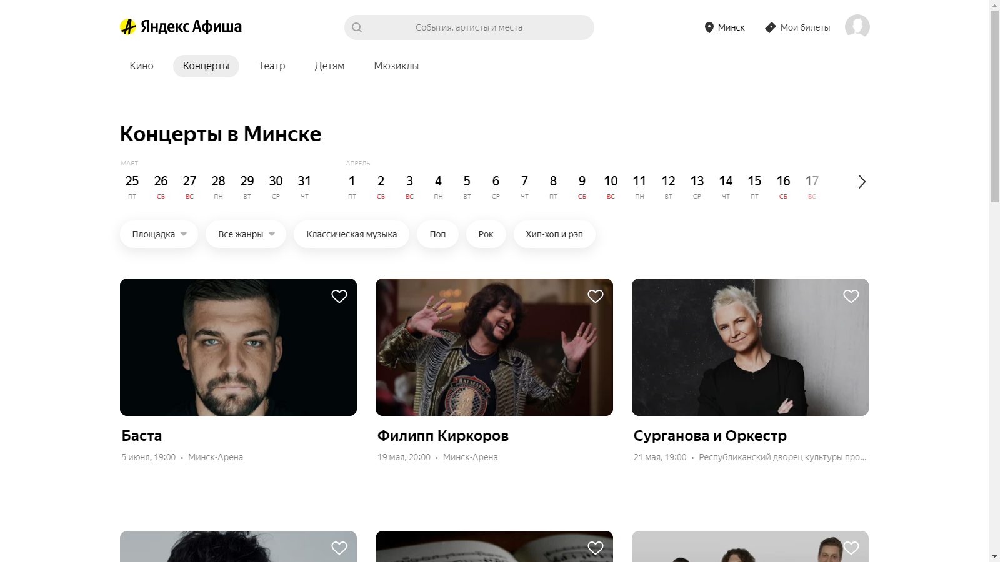 Яндекс Афиша
События, артисты и места
Минск
Мои билеты
Кино
Концерты
Театр
Детям
Мюзиклы
Концерты в Минске
МАРТ
АПРЕЛЬ
25 26 27 28 29 30 31 1 2 3 4 5 6 7 8 9 10 11 12 13 14 15 16 17
ПТ СБ ВС ПН ВТ СР ЧТ ПТ СБ ВС ПН ВТ СР ЧТ ПТ СБ ВС ПН ВТ СР ЧТ ПТ СБ ВС
Площадка
Все жанры
Классическая музыка
Поп
Рок
Хип-хоп и рэп
Баста
5 июня, 19:00 • Минск-Арена
Филипп Киркоров
19 мая, 20:00 • Минск-Арена
Сурганова и Оркестр
21 мая, 19:00 • Республиканский дворец культуры про...